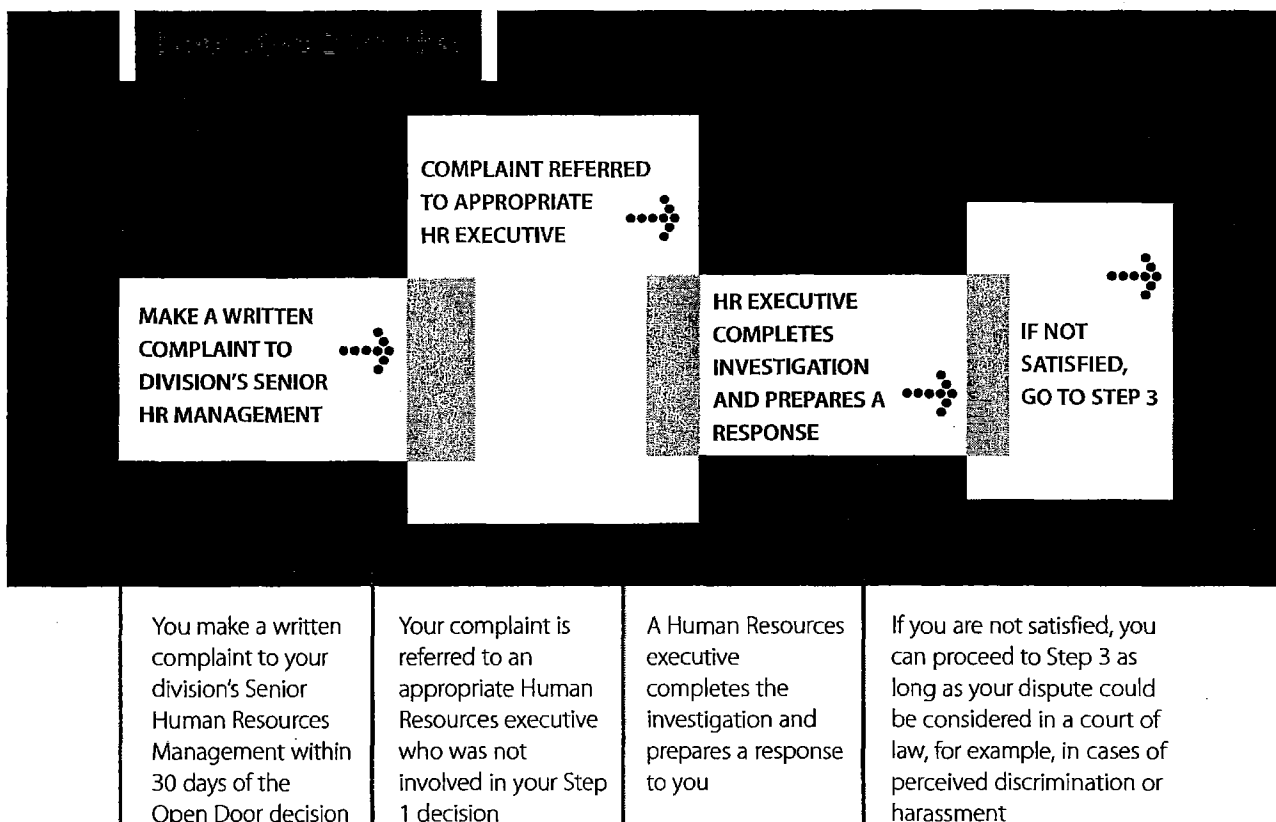 COMPLAINT REFERRED
TO APPROPRIATE
HR EXECUTIVE
MAKE A WRITTEN
COMPLAINT TO
DIVISION'S SENIOR
HR MANAGEMENT
HR EXECUTIVE
COMPLETES
INVESTIGATION
AND PREPARES A
RESPONSE
IF NOT
SATISFIED,
GO TO STEP 3
You make a written
complaint to your
division's Senior
Human Resources
Management within
30 days of the
Open Door decision
Your complaint is
referred to an
appropriate Human
Resources executive
who was not
involved in your Step
1 decision
A Human Resources
executive
completes the
investigation and
prepares a response
to you
If you are not satisfied, you
can proceed to Step 3 as
long as your dispute could
be considered in a court of
law, for example, in cases of
perceived discrimination or
harassment